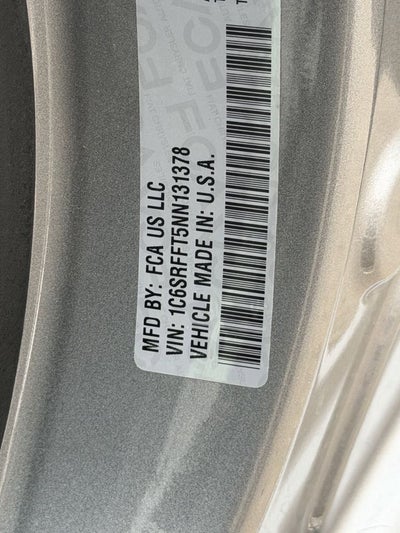 MFD BY: FCA US LLC
VIN: 1C6SRFFT5NN131378
VEHICLE MADE IN: U.S.A.